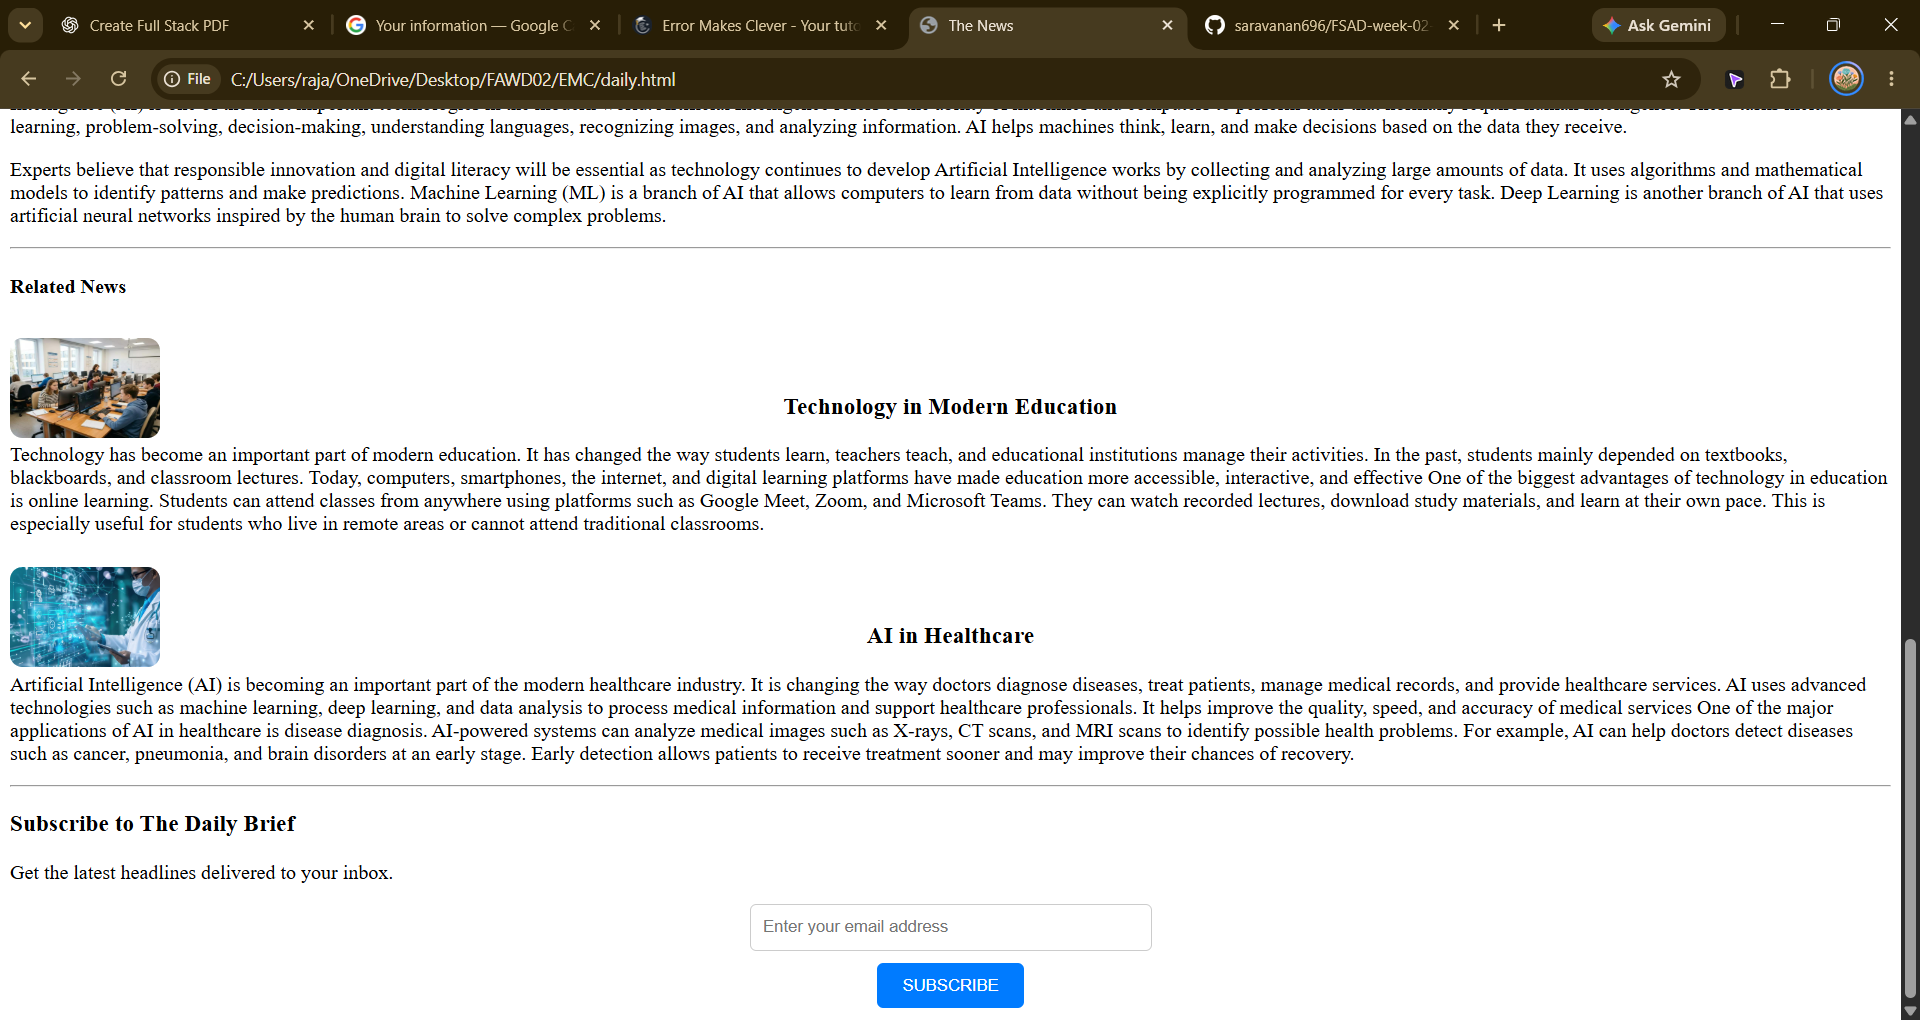 Create Full Stack PDF
Your information — Google C
Error Makes Clever - Your tuto
The News
saravanan696/FSAD-week-02
Ask Gemini
File
C:/Users/raja/OneDrive/Desktop/FAWD02/EMC/daily.html
learning, problem-solving, decision-making, understanding languages, recognizing images, and analyzing information. AI helps machines think, learn, and make decisions based on the data they receive.
Experts believe that responsible innovation and digital literacy will be essential as technology continues to develop Artificial Intelligence works by collecting and analyzing large amounts of data. It uses algorithms and mathematical
models to identify patterns and make predictions. Machine Learning (ML) is a branch of AI that allows computers to learn from data without being explicitly programmed for every task. Deep Learning is another branch of AI that uses
artificial neural networks inspired by the human brain to solve complex problems.
Related News
Technology in Modern Education
Technology has become an important part of modern education. It has changed the way students learn, teachers teach, and educational institutions manage their activities. In the past, students mainly depended on textbooks,
blackboards, and classroom lectures. Today, computers, smartphones, the internet, and digital learning platforms have made education more accessible, interactive, and effective One of the biggest advantages of technology in education
is online learning. Students can attend classes from anywhere using platforms such as Google Meet, Zoom, and Microsoft Teams. They can watch recorded lectures, download study materials, and learn at their own pace. This is
especially useful for students who live in remote areas or cannot attend traditional classrooms.
AI in Healthcare
Artificial Intelligence (AI) is becoming an important part of the modern healthcare industry. It is changing the way doctors diagnose diseases, treat patients, manage medical records, and provide healthcare services. AI uses advanced
technologies such as machine learning, deep learning, and data analysis to process medical information and support healthcare professionals. It helps improve the quality, speed, and accuracy of medical services One of the major
applications of AI in healthcare is disease diagnosis. AI-powered systems can analyze medical images such as X-rays, CT scans, and MRI scans to identify possible health problems. For example, AI can help doctors detect diseases
such as cancer, pneumonia, and brain disorders at an early stage. Early detection allows patients to receive treatment sooner and may improve their chances of recovery.
Subscribe to The Daily Brief
Get the latest headlines delivered to your inbox.
Enter your email address
SUBSCRIBE